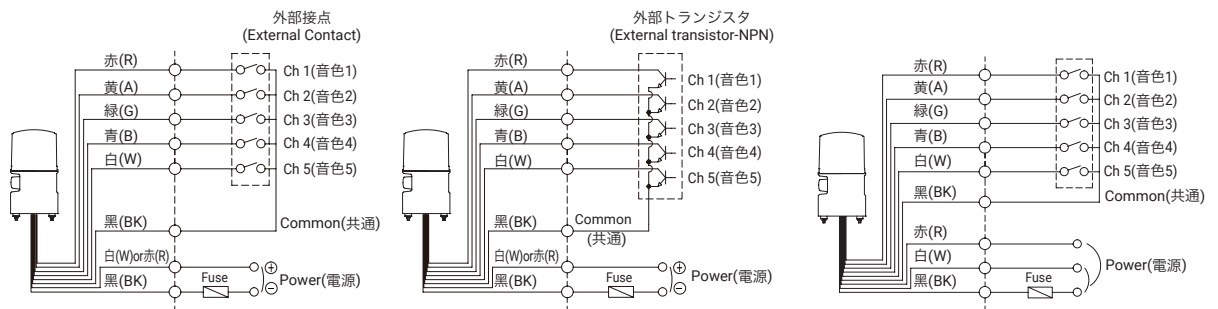 外部接点
(External Contact)
赤(R)
Ch 1(音色1)
黄(A)
Ch 2(音色2)
緑(G)
Ch 3(音色3)
青(B)
Ch 4(音色4)
白(W)
Ch 5(音色5)
黒(BK)
Common(共通)
白(W)or赤(R)
Power(電源)
黒(BK)
Fuse
外部トランジスタ
(External transistor-NPN)
赤(R)
Ch 1(音色1)
黄(A)
Ch 2(音色2)
緑(G)
Ch 3(音色3)
青(B)
Ch 4(音色4)
白(W)
Ch 5(音色5)
黒(BK)
Common
(共通)
白(W)or赤(R)
Power(電源)
黒(BK)
Fuse
赤(R)
Ch 1(音色1)
黄(A)
Ch 2(音色2)
緑(G)
Ch 3(音色3)
青(B)
Ch 4(音色4)
白(W)
Ch 5(音色5)
黒(BK)
Common(共通)
赤(R)
白(W)
Power(電源)
黒(BK)
Fuse